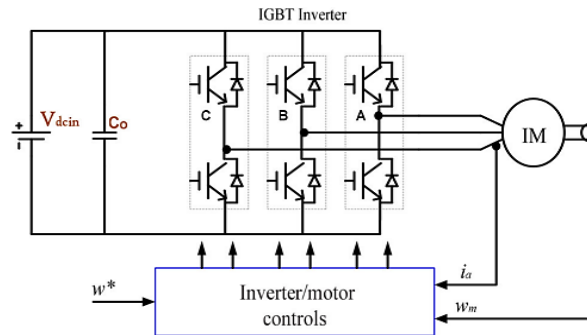 IGBT Inverter
+
Vdcin
Co
-
C
B
A
IM
ia
w*
Inverter/motor
controls
wm